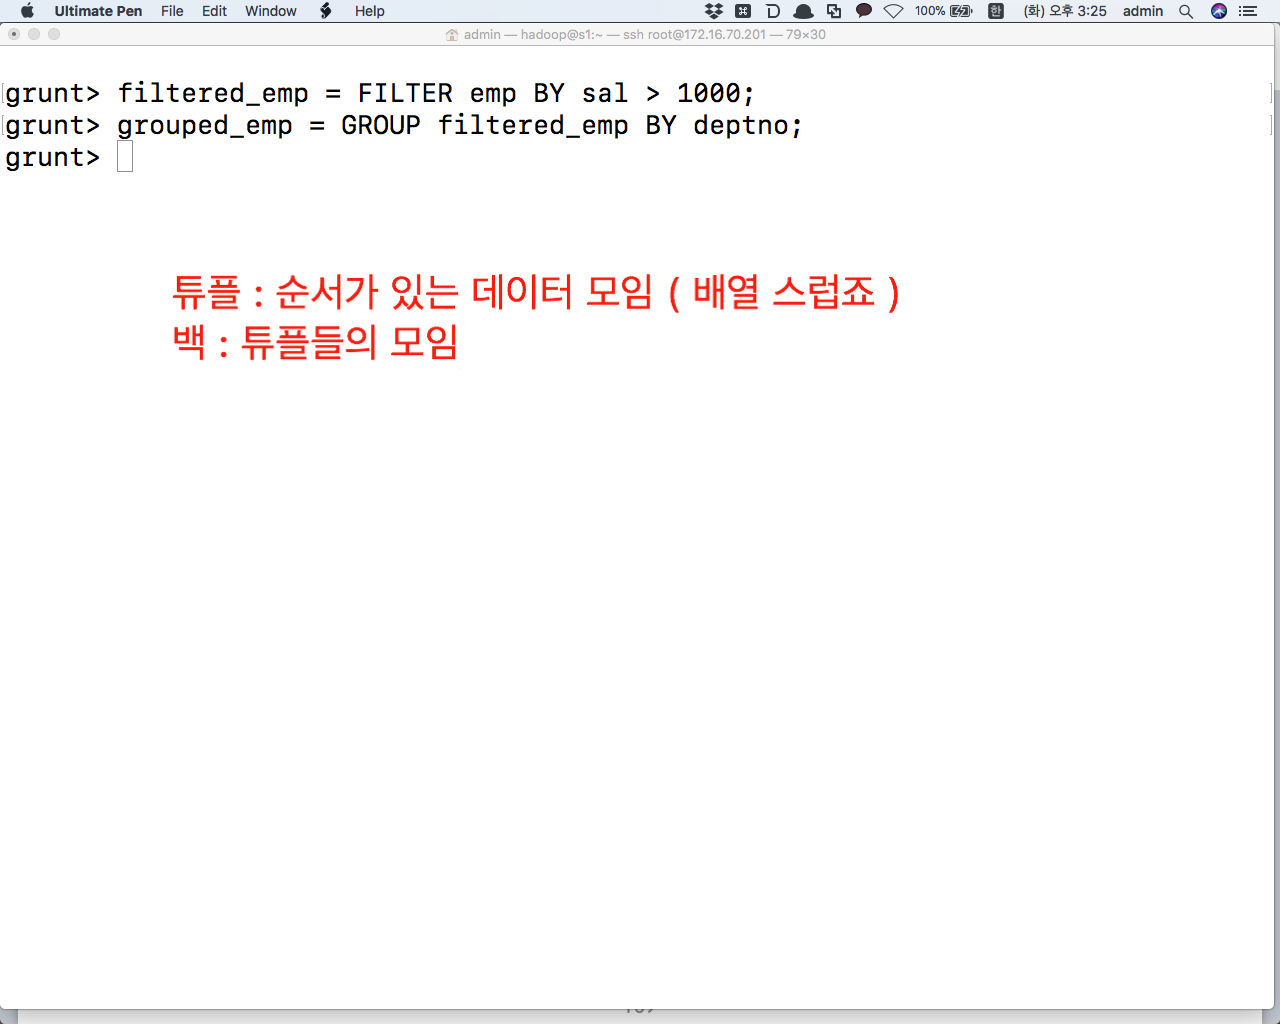 Ultimate Pen File Edit Window Help 100% 한 (화) 오후 3:25 admin
admin — hadoop@s1:~ — ssh root@172.16.70.201 — 79×30
grunt> filtered_emp = FILTER emp BY sal > 1000;
grunt> grouped_emp = GROUP filtered_emp BY deptno;
grunt>
튜플 : 순서가 있는 데이터 모임 ( 배열 스럽죠 )
백 : 튜플들의 모임